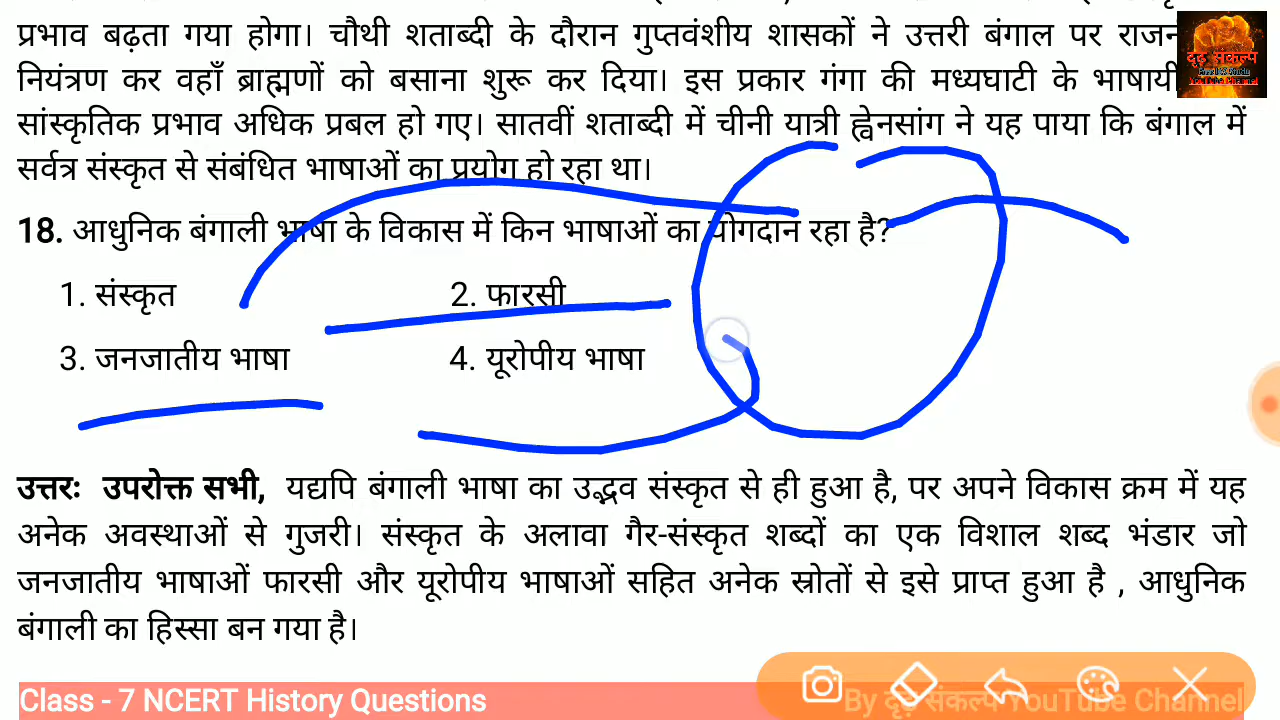 प्रभाव बढ़ता गया होगा। चौथी शताब्दी के दौरान गुप्तवंशीय शासकों ने उत्तरी बंगाल पर
नियंत्रण कर वहाँ ब्राह्मणों को बसाना शुरू कर दिया। इस प्रकार गंगा की मध्यघाटी के भाषायी
सांस्कृतिक प्रभाव अधिक प्रबल हो गए। सातवीं शताब्दी में चीनी यात्री ह्वेनसांग ने यह पाया कि बंगाल में
सर्वत्र संस्कृत से संबंधित भाषाओं का प्रयोग हो रहा था।
18. आधुनिक बंगाली भाषा के विकास में किन भाषाओं का योगदान रहा है?
1. संस्कृत 2. फारसी
3. जनजातीय भाषा 4. यूरोपीय भाषा
उत्तरः उपरोक्त सभी, यद्यपि बंगाली भाषा का उद्भव संस्कृत से ही हुआ है, पर अपने विकास क्रम में यह
अनेक अवस्थाओं से गुजरी। संस्कृत के अलावा गैर-संस्कृत शब्दों का एक विशाल शब्द भंडार जो
जनजातीय भाषाओं फारसी और यूरोपीय भाषाओं सहित अनेक स्रोतों से इसे प्राप्त हुआ है , आधुनिक
बंगाली का हिस्सा बन गया है।
Class - 7 NCERT History Questions By दृढ़ संकल्प YouTube Channel
दृढ़ संकल्प